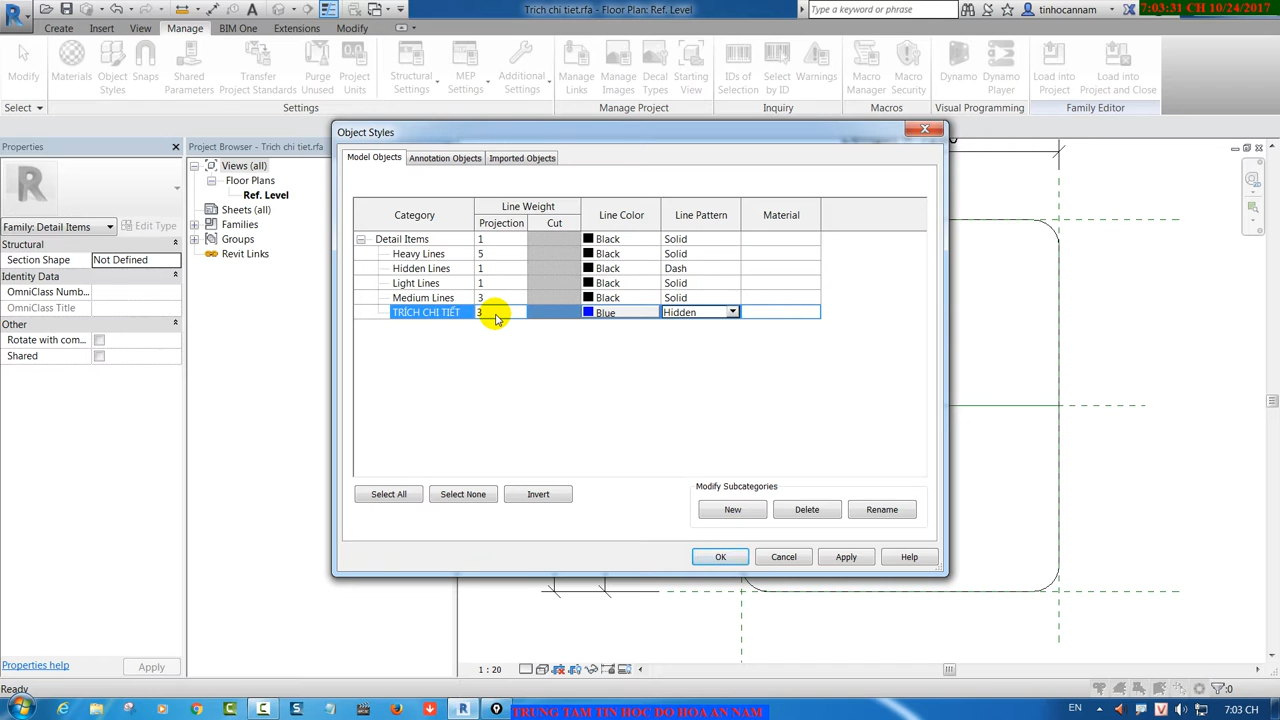 Trich chi tiet.rfa - Floor Plan: Ref. Level
Type a keyword or phrase
tinhocannam
7:03:31 CH 10/24/2017
Create Insert View Manage BIM One Extensions Modify
Modify
Materials
Object Styles
Snaps
Shared Parameters
Transfer Project Standards
Purge Unused
Project Units
Structural Settings
MEP Settings
Additional Settings
Manage Links
Manage Images
Decal Types
Starting View
IDs of Selection
Select by ID
Warnings
Macro Manager
Macro Security
Dynamo
Dynamo Player
Load into Project
Load into Project and Close
Select
Settings
Manage Project
Inquiry
Macros
Visual Programming
Family Editor
Properties
Family: Detail Items
Edit Type
Structural
Section Shape Not Defined
Identity Data
OmniClass Numb...
OmniClass Title
Other
Rotate with com...
Shared
Properties help
Apply
Project Browser - Trich chi tiet.rfa
Views (all)
Floor Plans
Ref. Level
Sheets (all)
Families
Groups
Revit Links
Object Styles
Model Objects Annotation Objects Imported Objects
Category Line Weight Line Color Line Pattern Material
Projection Cut
Detail Items 1 Black Solid
Heavy Lines 5 Black Solid
Hidden Lines 1 Black Dash
Light Lines 1 Black Solid
Medium Lines 3 Black Solid
TRÍCH CHI TIẾT 3 Blue Hidden
Select All Select None Invert
Modify Subcategories
New Delete Rename
OK Cancel Apply Help
1 : 20
Ready
:0
TRUNG TAM TIN HOC DO HOA AN NAM
EN
7:03 CH